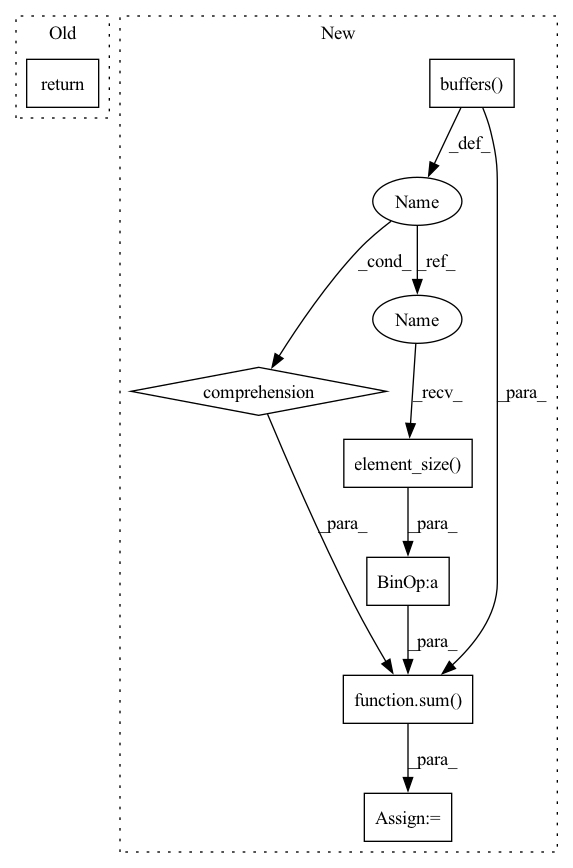 Old
New
return
buffers()
_def_
Name
_cond_
_ref_
Name
comprehension
_recv_
_para_
element_size()
_para_
_para_
BinOp:a
_para_
function.sum()
_para_
Assign:=